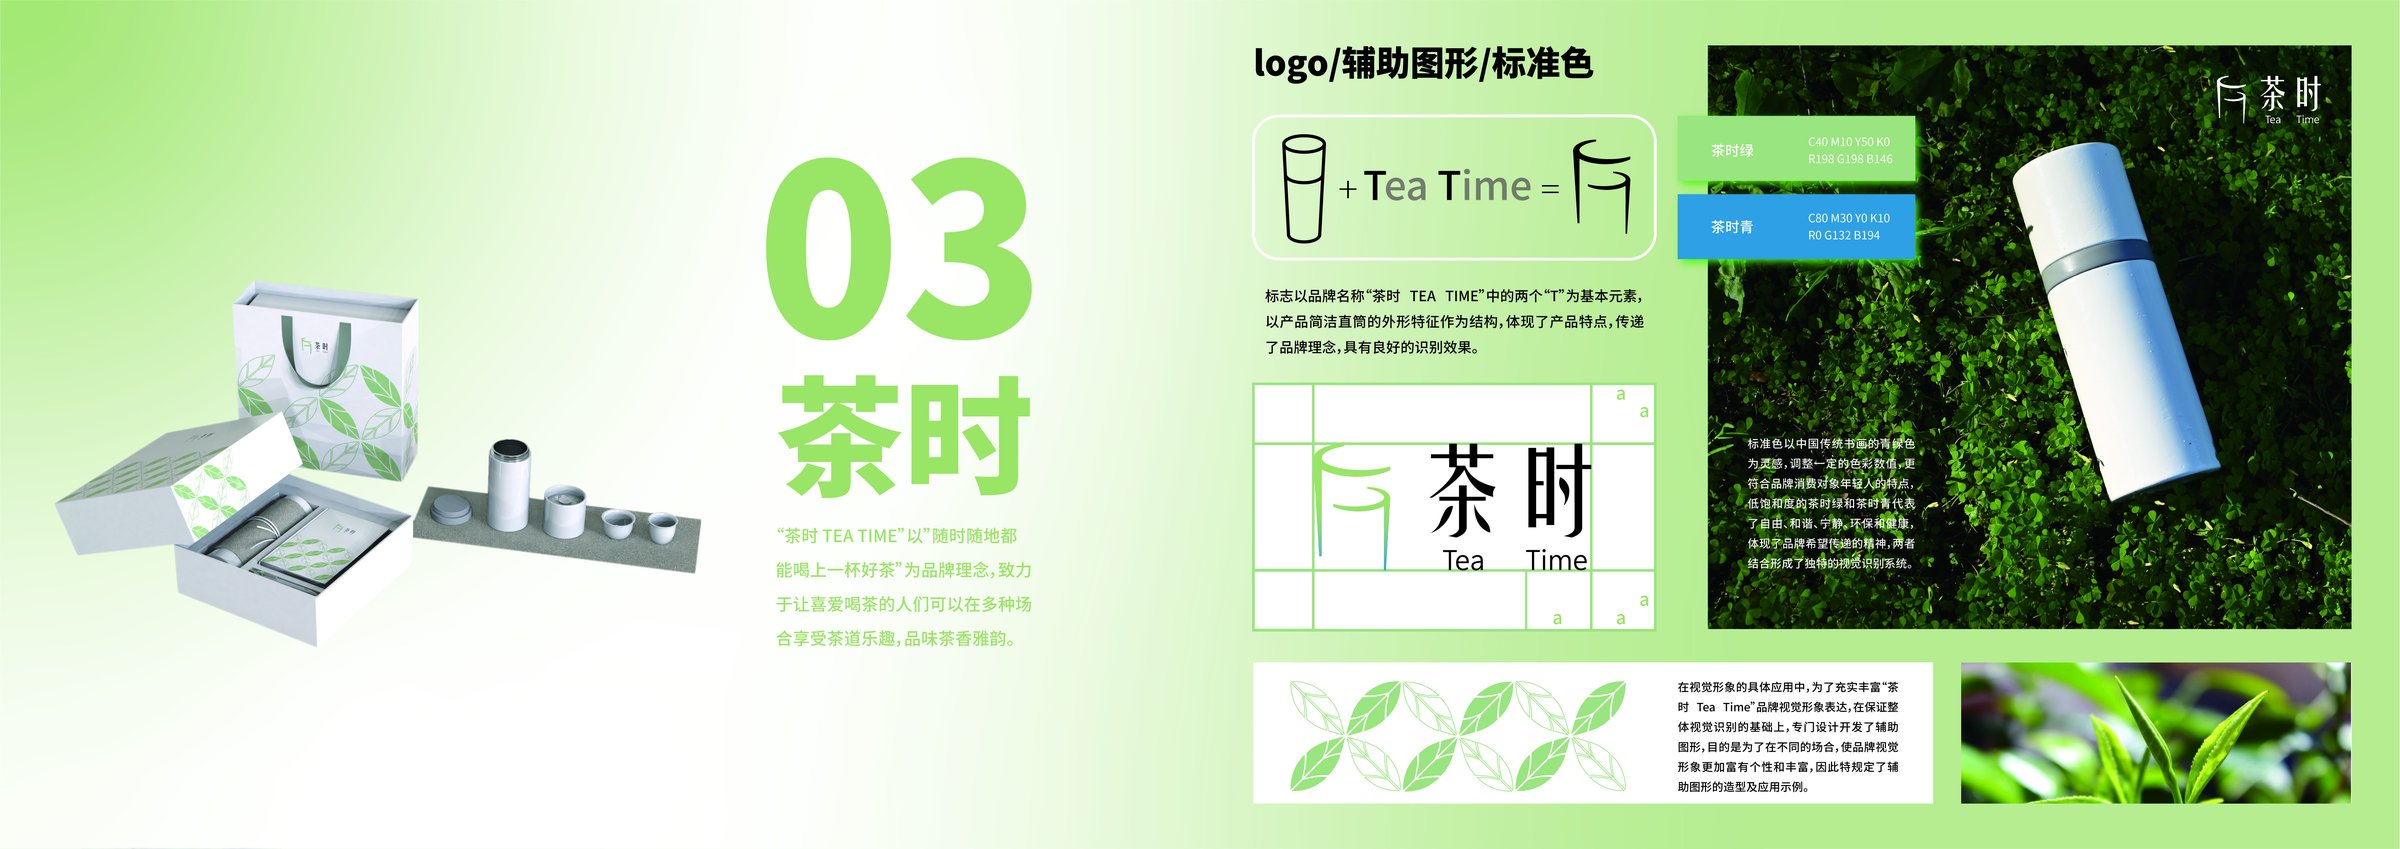 03
茶时
“茶时 TEA TIME”以”随时随地都
能喝上一杯好茶”为品牌理念，致力
于让喜爱喝茶的人们可以在多种场
合享受茶道乐趣，品味茶香雅韵。
茶时
茶时
logo/辅助图形/标准色
+ Tea Time =
标志以品牌名称“茶时 TEA TIME”中的两个“T”为基本元素，
以产品简洁直筒的外形特征作为结构，体现了产品特点，传递
了品牌理念，具有良好的识别效果。
a
a
茶时
Tea Time
a
a
a
茶时
Tea Time
茶时绿
C40 M10 Y50 K0
R198 G198 B146
茶时青
C80 M30 Y0 K10
R0 G132 B194
标准色以中国传统书画的青绿色
为灵感，调整一定的色彩数值，更
符合品牌消费对象年轻人的特点，
低饱和度的茶时绿和茶时青代表
了自由、和谐、宁静、环保和健康，
体现了品牌希望传递的精神，两者
结合形成了独特的视觉识别系统。
在视觉形象的具体应用中，为了充实丰富“茶
时 Tea Time”品牌视觉形象表达，在保证整
体视觉识别的基础上，专门设计开发了辅助
图形，目的是为了在不同的场合，使品牌视觉
形象更加富有个性和丰富，因此特规定了辅
助图形的造型及应用示例。